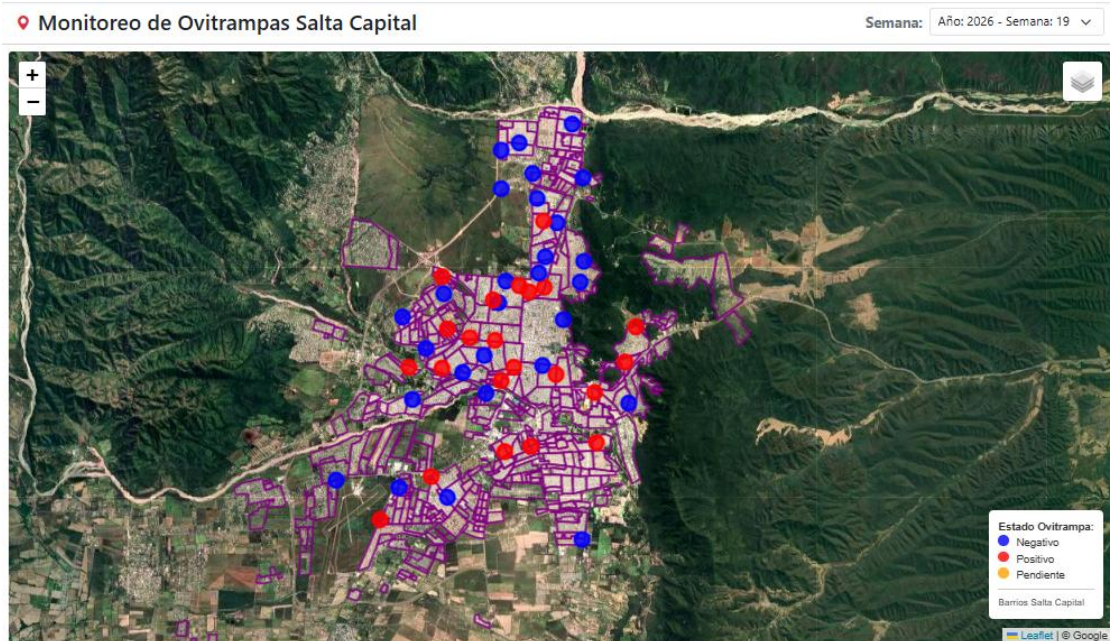 Monitoreo de Ovitrampas Salta Capital
Semana: Año: 2026 - Semana: 19
+
−
Estado Ovitrampa:
Negativo
Positivo
Pendiente
Barrios Salta Capital
Leaflet | © Google